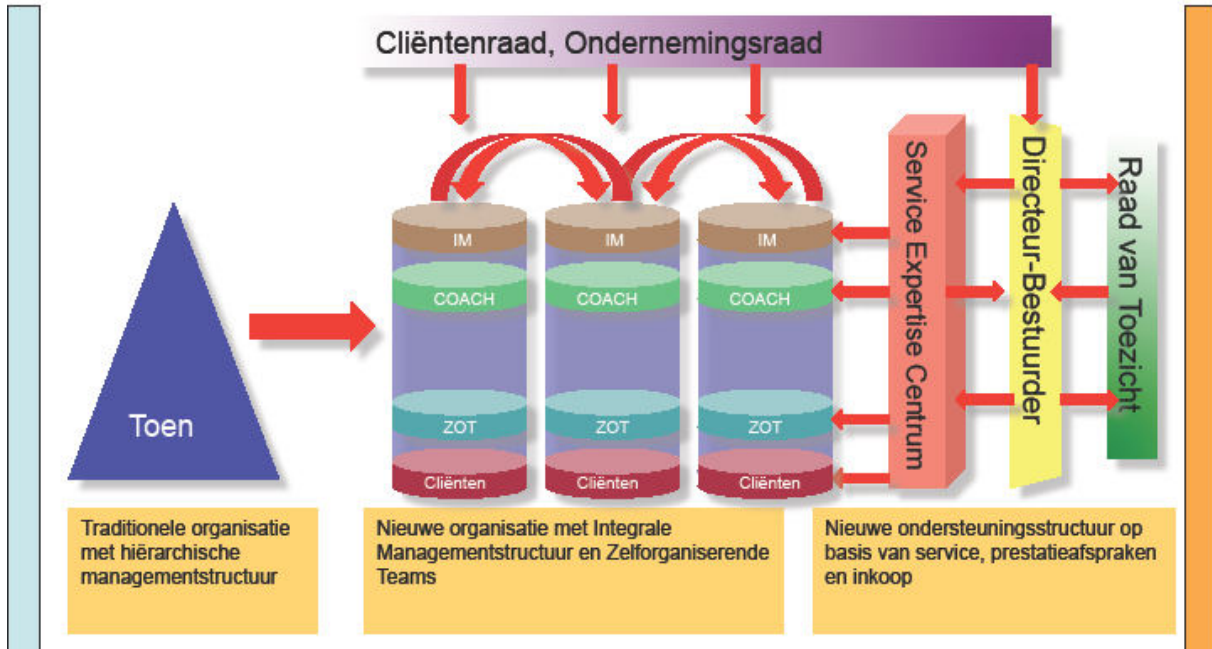 Cliëntenraad, Ondernemingsraad
Toen
IM
IM
IM
COACH
COACH
COACH
ZOT
ZOT
ZOT
Cliënten
Cliënten
Cliënten
Service Expertise Centrum
Directeur-Bestuurder
Raad van Toezicht
Traditionele organisatie
met hiërarchische
managementstructuur
Nieuwe organisatie met Integrale
Managementstructuur en Zelforganiserende
Teams
Nieuwe ondersteuningsstructuur op
basis van service, prestatieafspraken
en inkoop